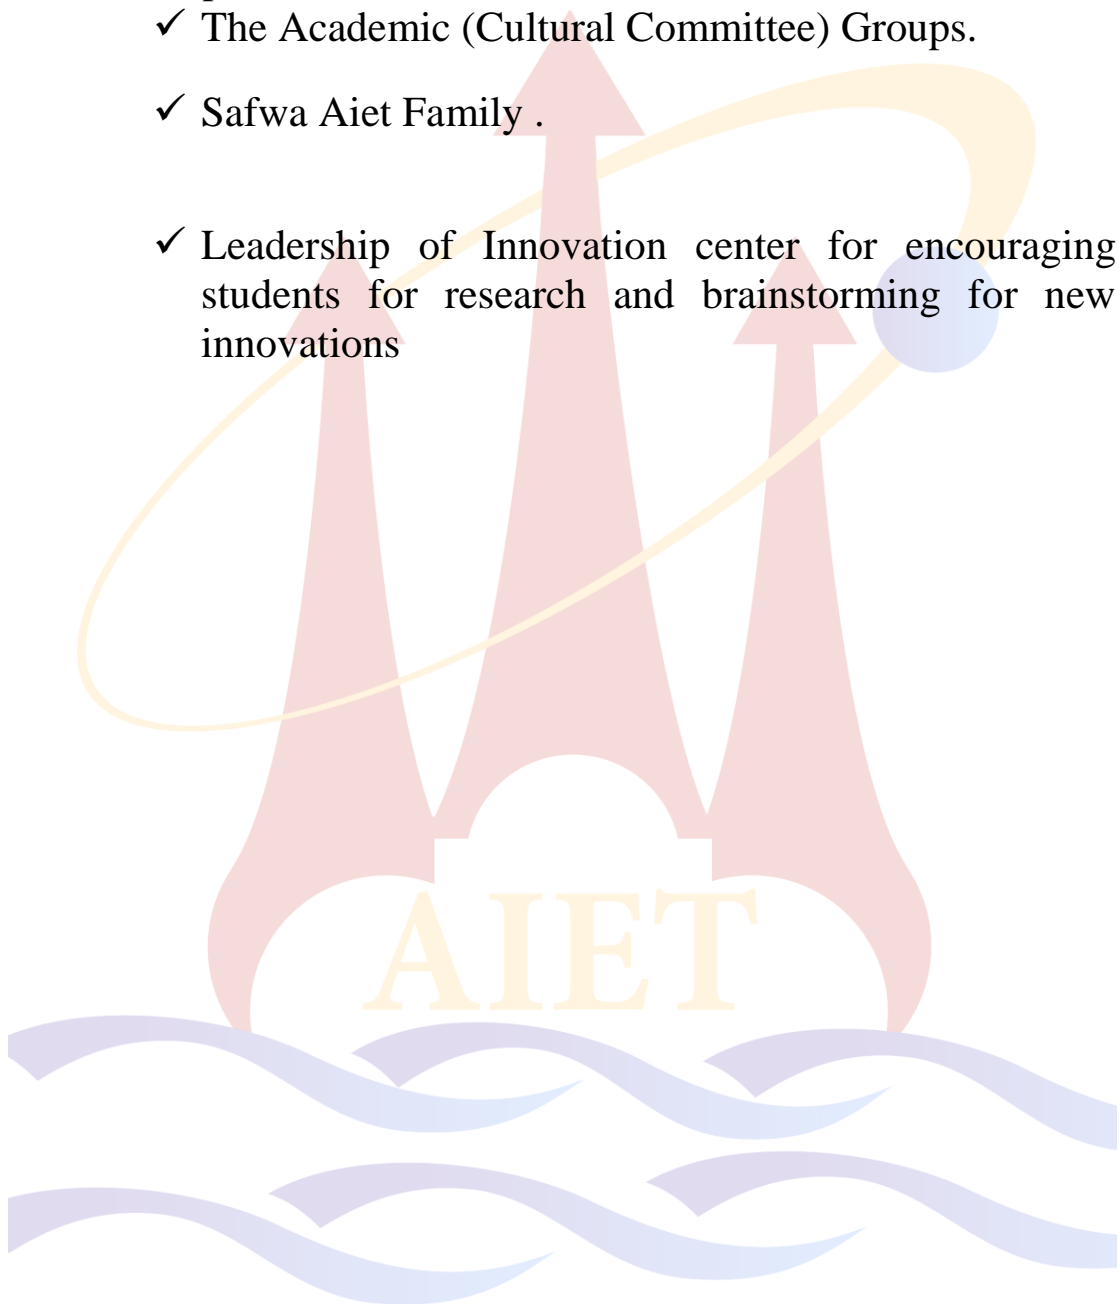 ✓ The Academic (Cultural Committee) Groups.
✓ Safwa Aiet Family .
✓ Leadership of Innovation center for encouraging
students for research and brainstorming for new
innovations
AIET